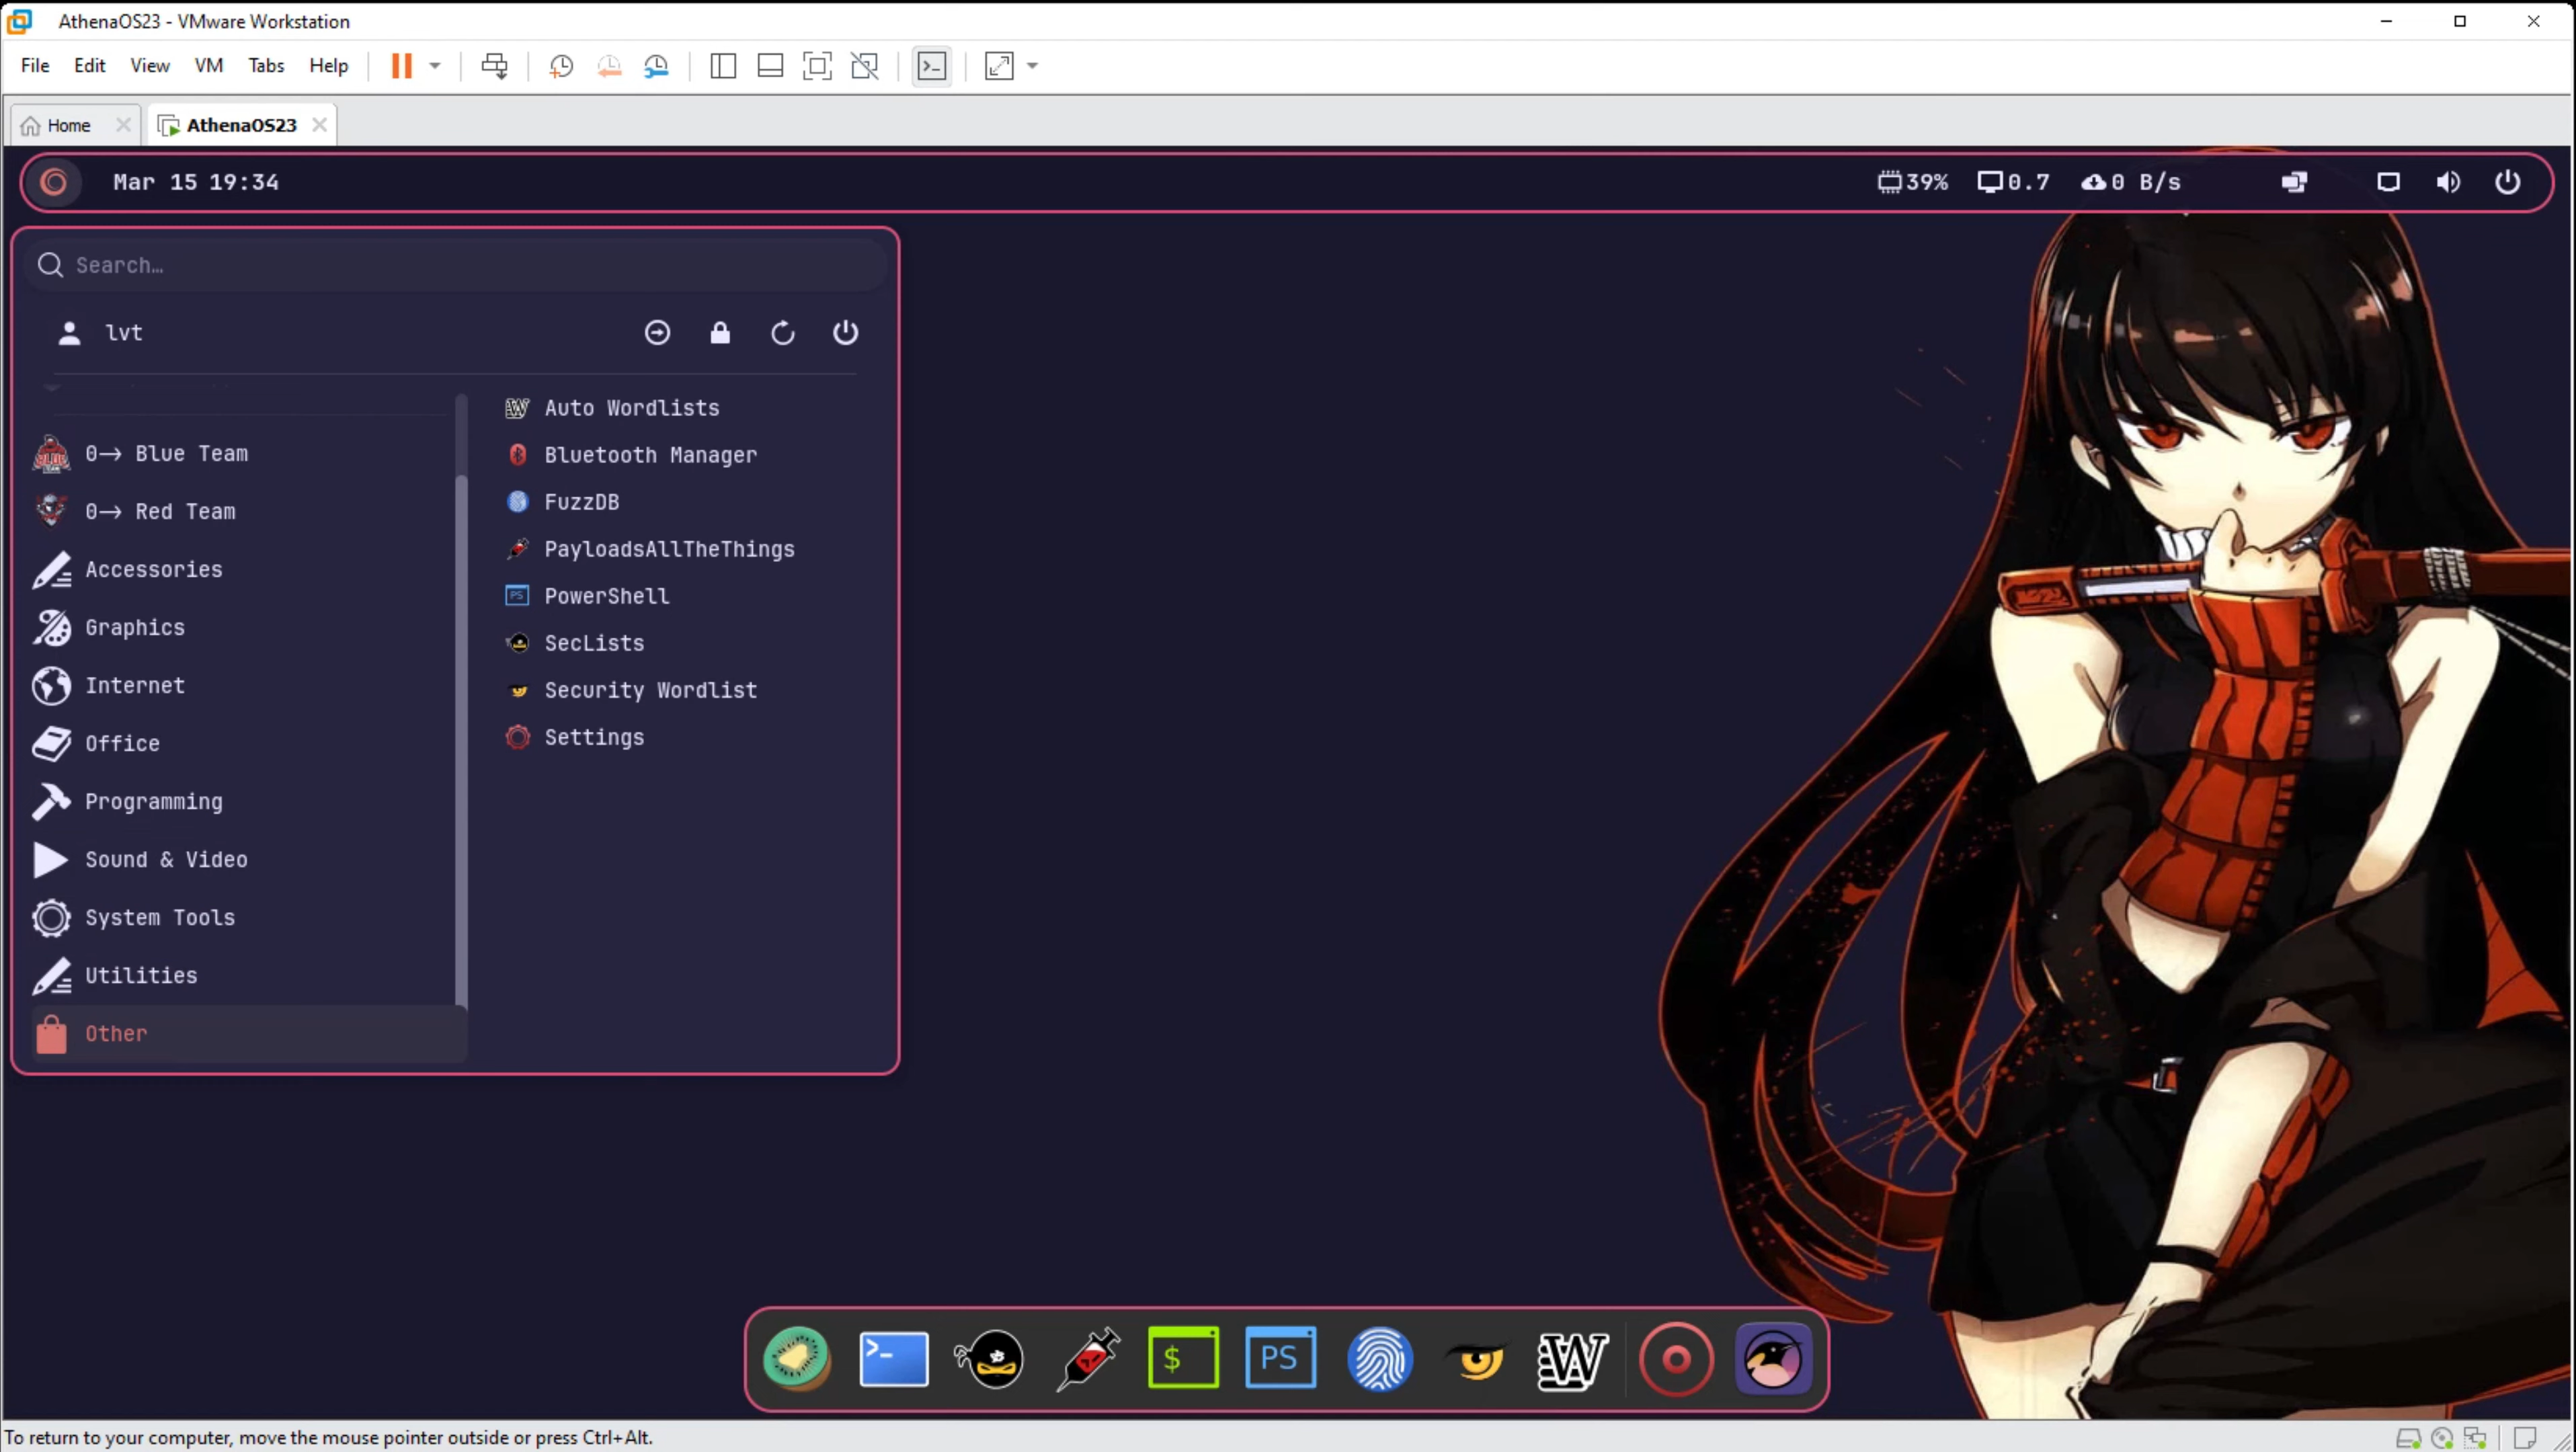 AthenaOS23 - VMware Workstation
File Edit View VM Tabs Help
Home AthenaOS23
Mar 15 19:34
39% 0.7 0 B/s
Search…
lvt
0→ Blue Team
0→ Red Team
Accessories
Graphics
Internet
Office
Programming
Sound & Video
System Tools
Utilities
Other
Auto Wordlists
Bluetooth Manager
FuzzDB
PayloadsAllTheThings
PowerShell
SecLists
Security Wordlist
Settings
>_ $ PS W
To return to your computer, move the mouse pointer outside or press Ctrl+Alt.